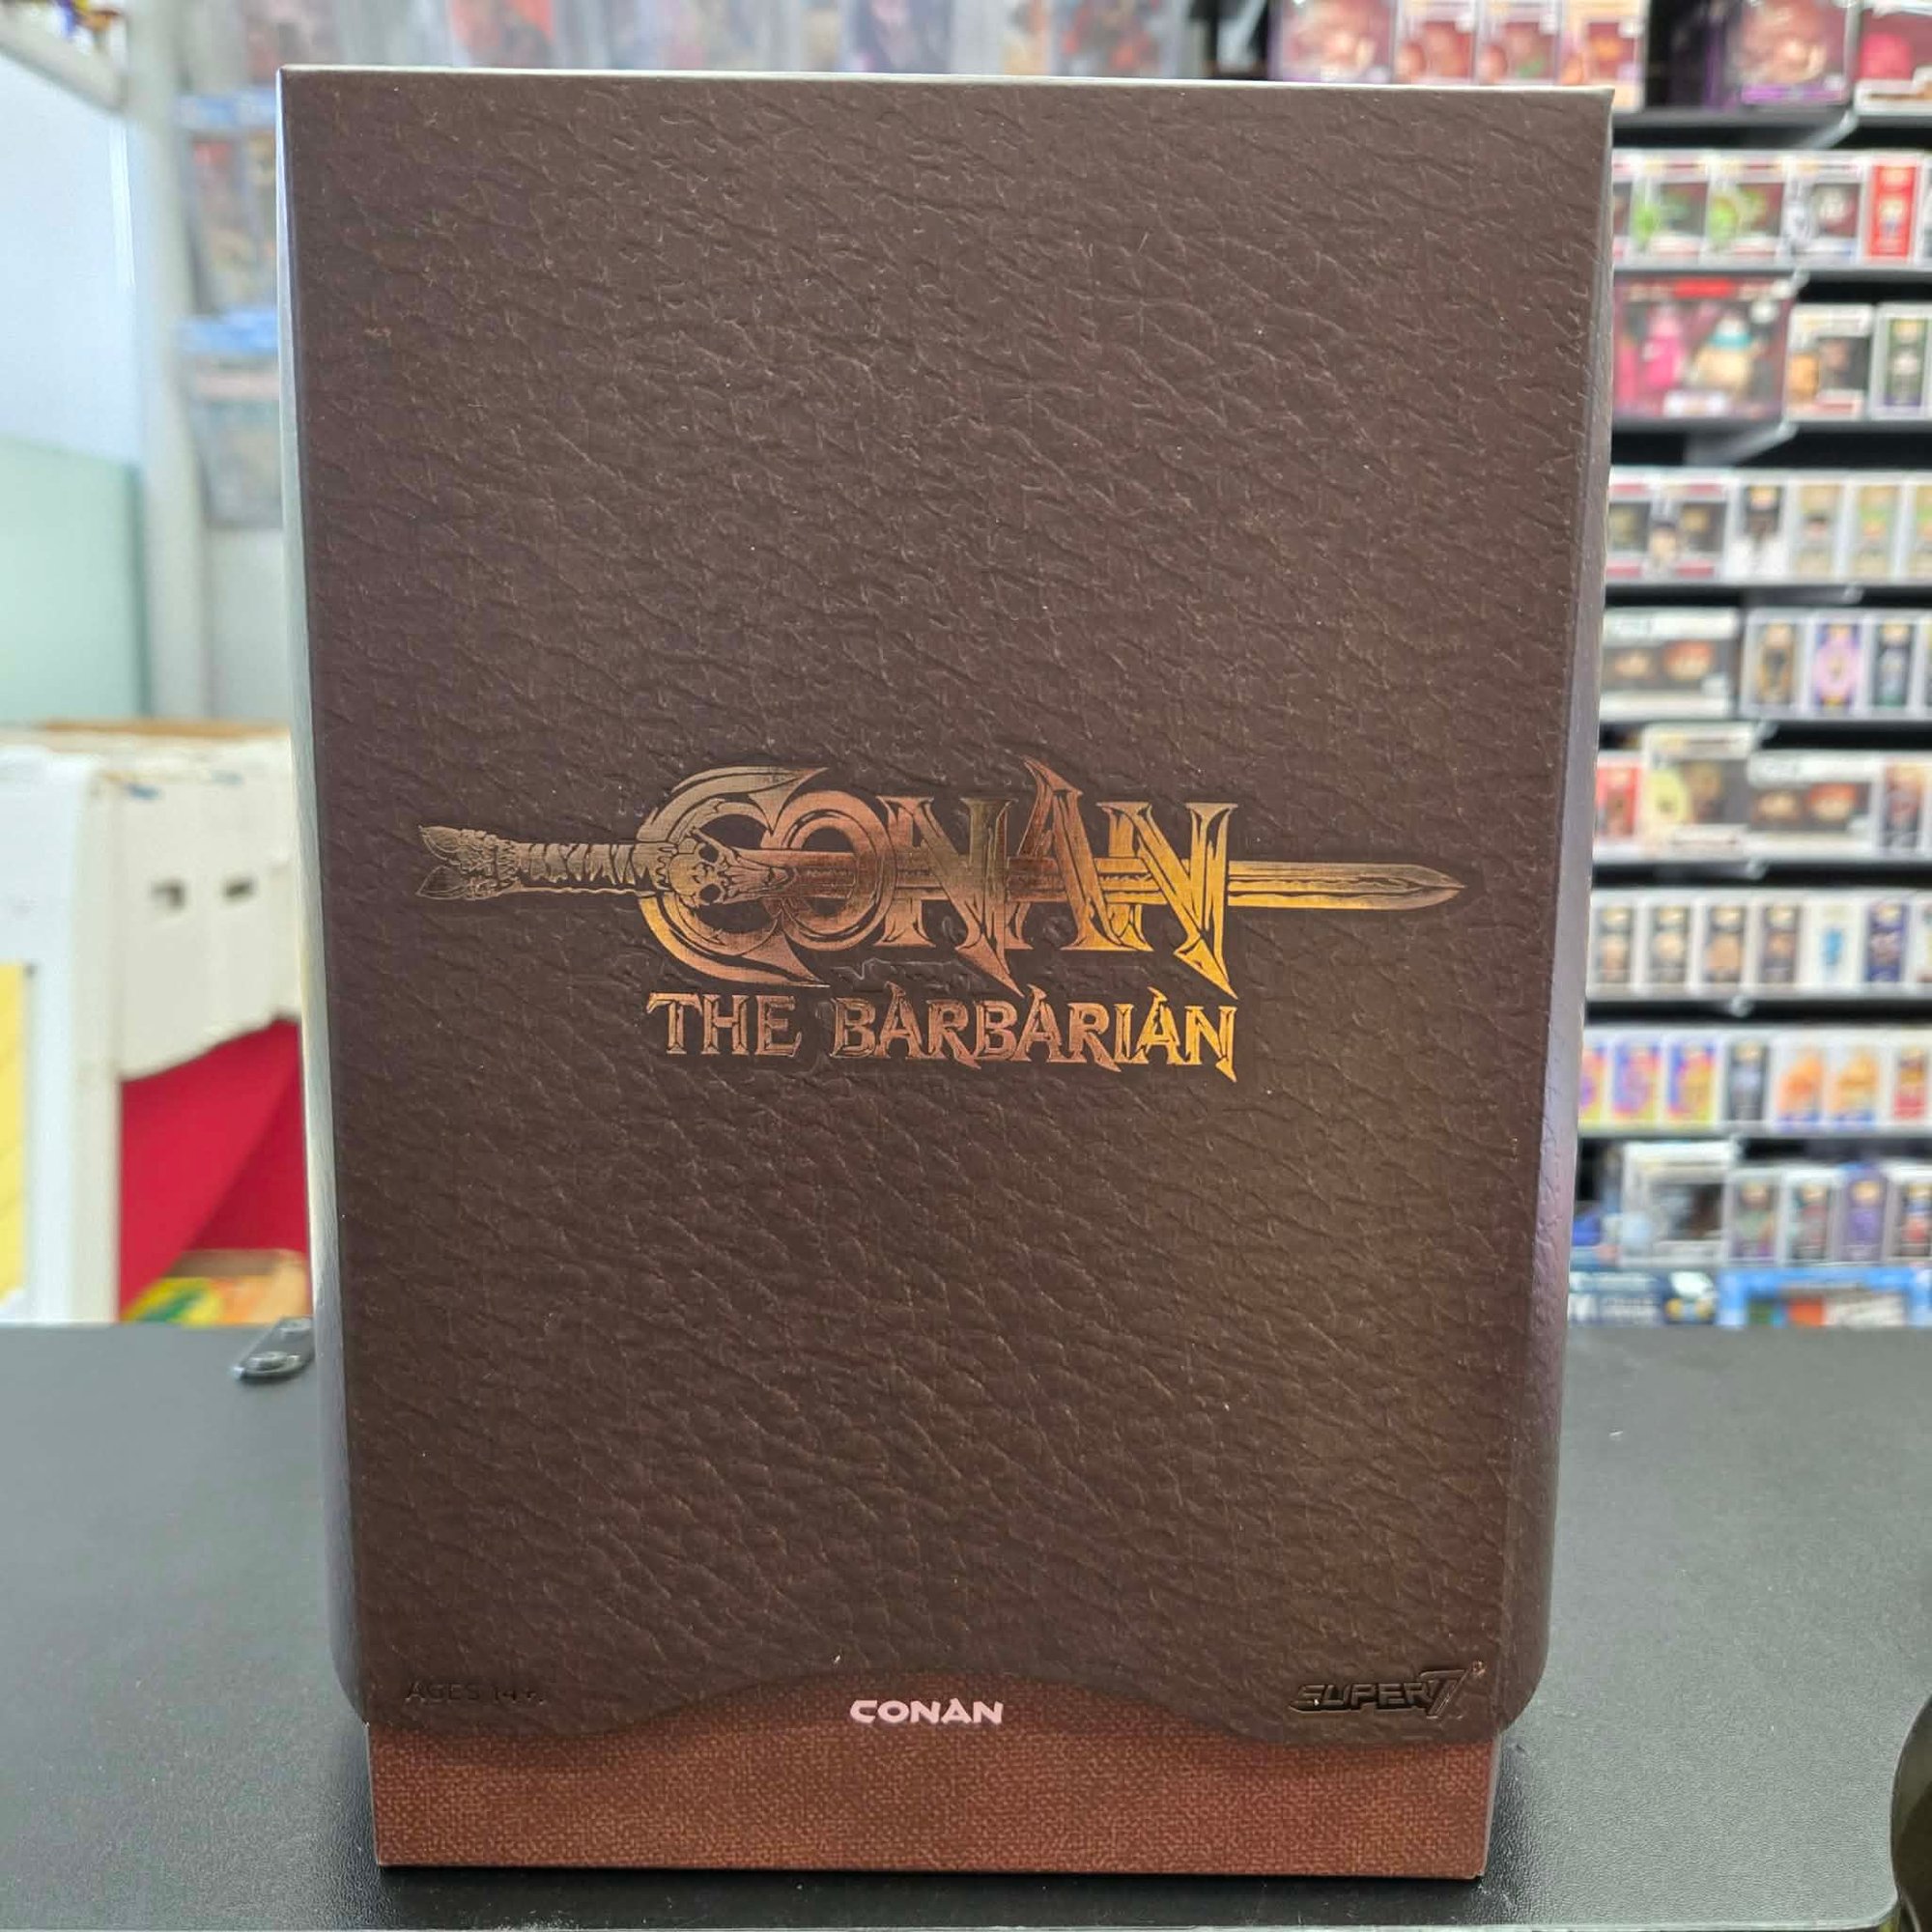 CONAN
THE BARBARIAN
AGES 14+
CONAN
SUPER7®